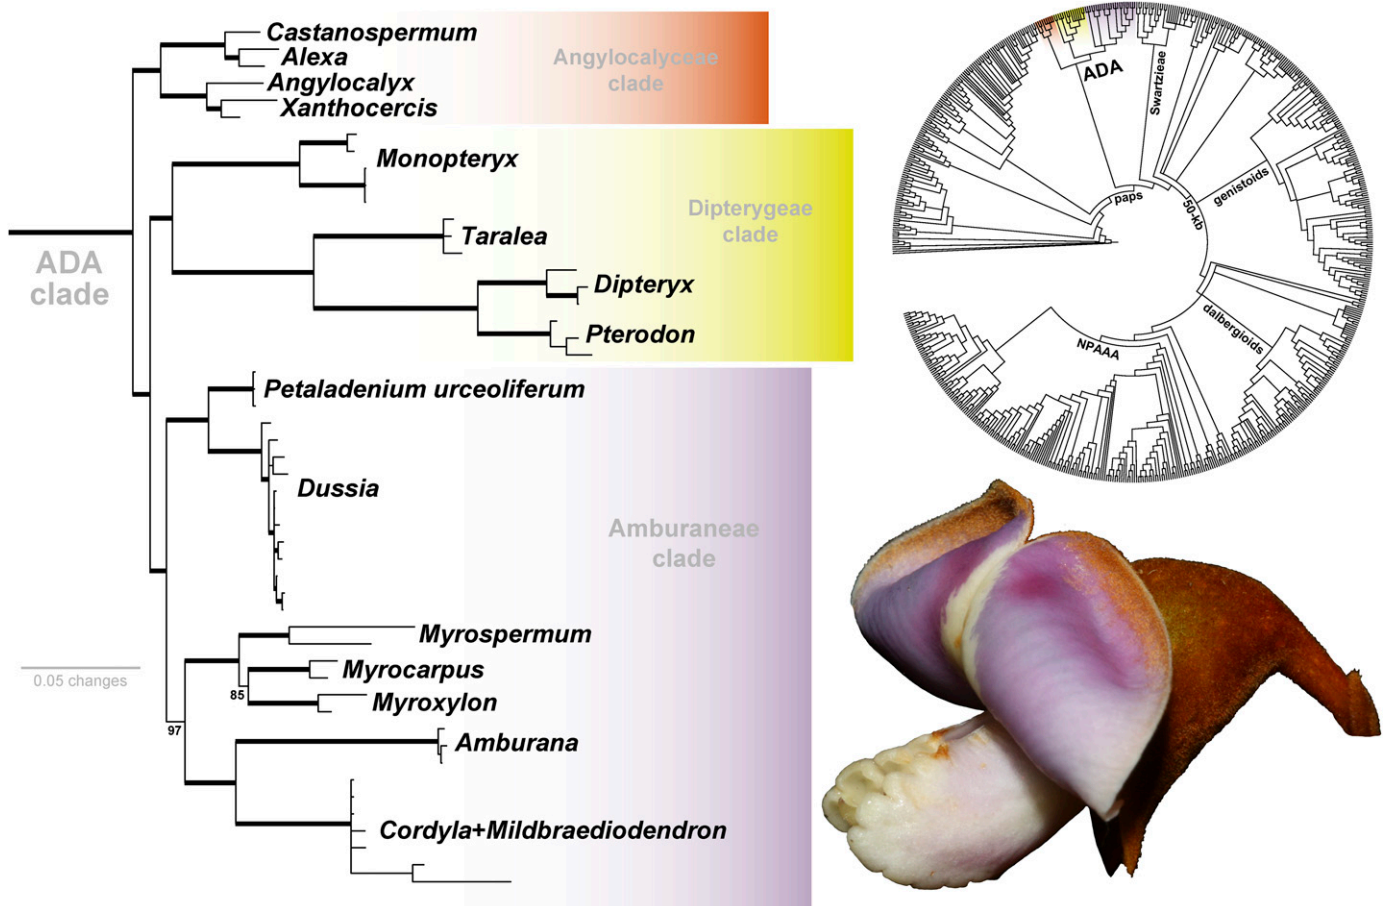 Castanospermum
Alexa
Angylocalyx
Xanthocercis
Angylocalyceae
clade
Monopteryx
Taralea
Dipteryx
Pterodon
Dipterygeae
clade
ADA
clade
Petaladenium urceoliferum
Dussia
Amburaneae
clade
Myrospermum
Myrocarpus
85
Myroxylon
97
Amburana
Cordyla+Mildbraediodendron
0.05 changes
ADA
Swartzieae
paps
50-kb
genistoids
dalbergioids
NPAAA